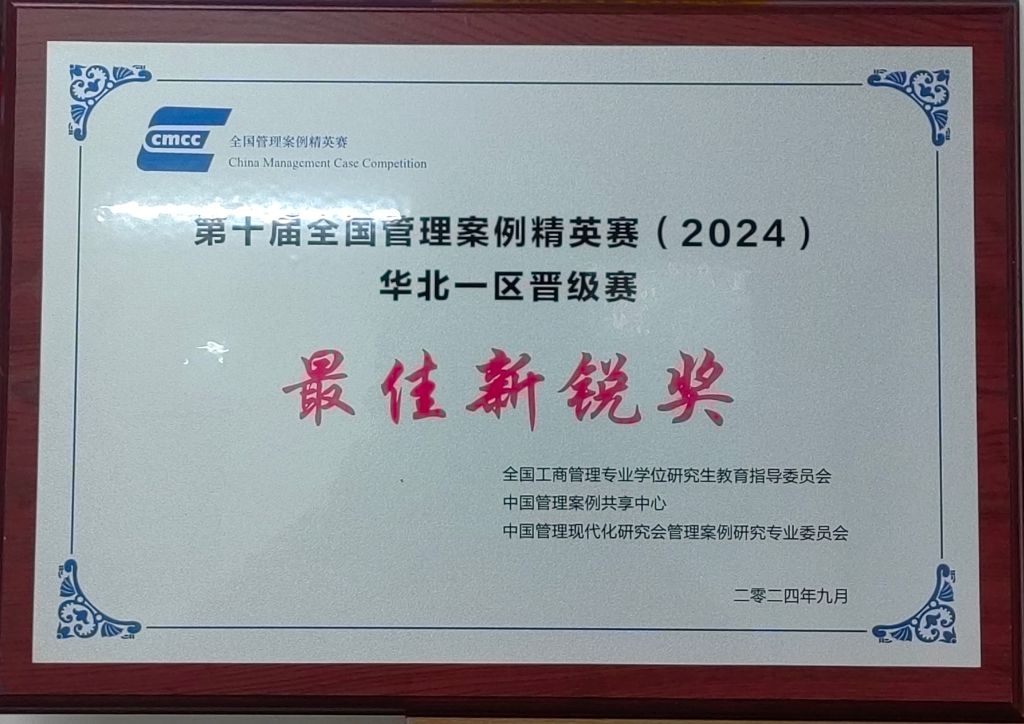 cmcc
全国管理案例精英赛
China Management Case Competition
第十届全国管理案例精英赛（2024）
华北一区晋级赛
最佳新锐奖
全国工商管理专业学位研究生教育指导委员会
中国管理案例共享中心
中国管理现代化研究会管理案例研究专业委员会
二零二四年九月